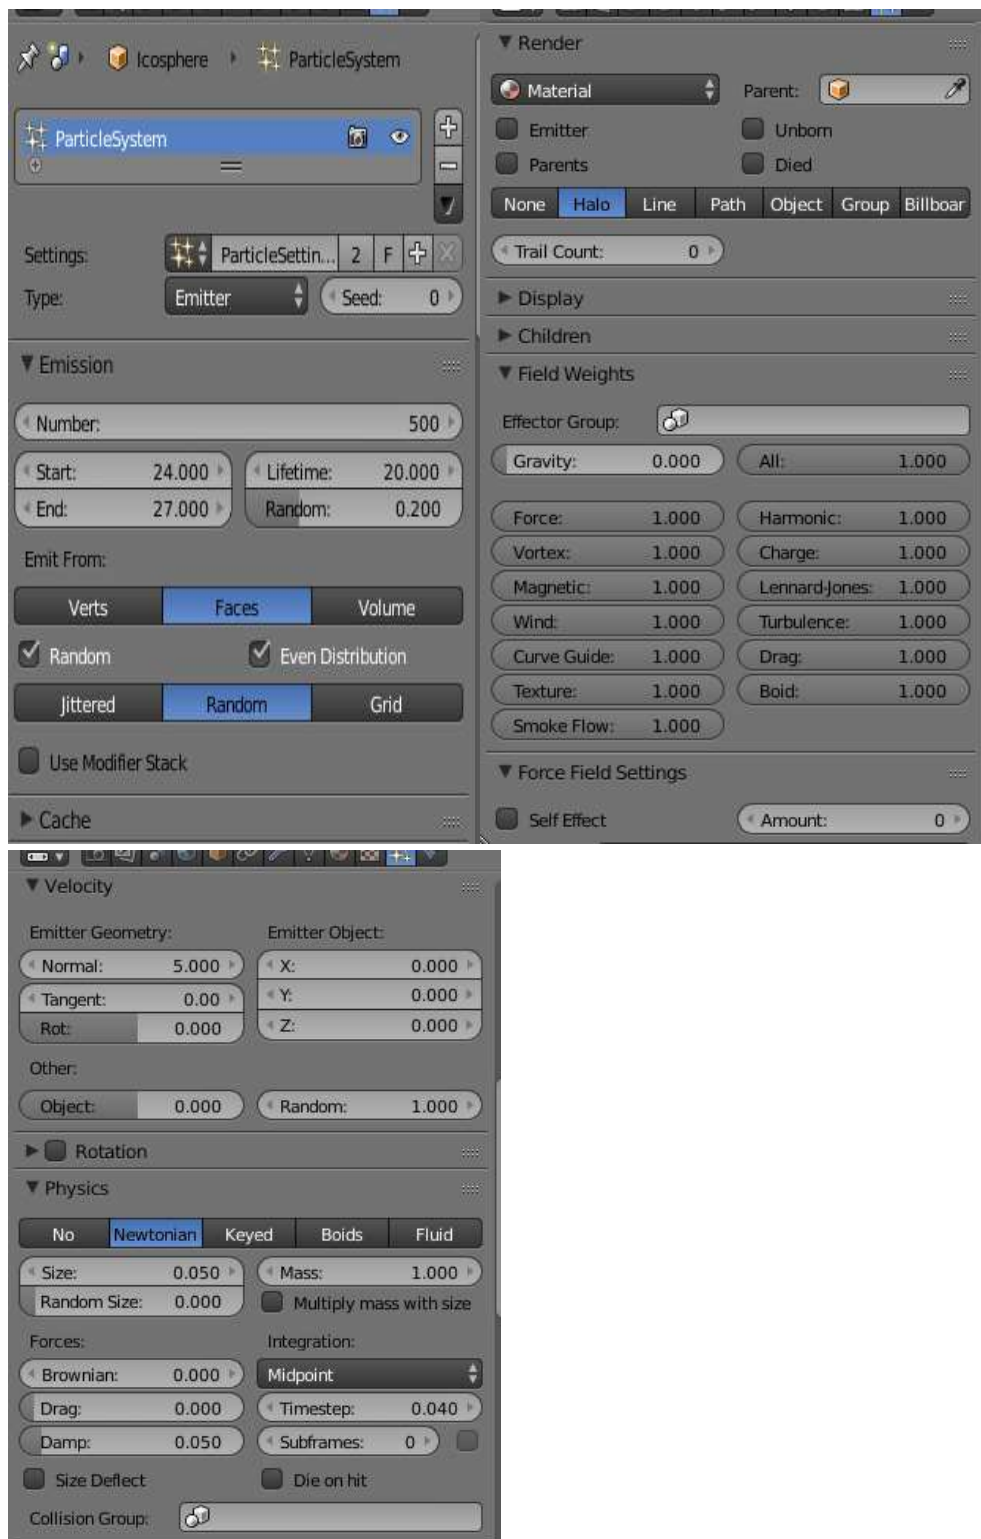 Icosphere ParticleSystem
ParticleSystem
Settings: ParticleSettin... 2 F
Type: Emitter Seed: 0
Emission
Number: 500
Start: 24.000 Lifetime: 20.000
End: 27.000 Random: 0.200
Emit From:
Verts Faces Volume
Random Even Distribution
Jittered Random Grid
Use Modifier Stack
Cache
Render
Material Parent:
Emitter Unborn
Parents Died
None Halo Line Path Object Group Billboar
Trail Count: 0
Display
Children
Field Weights
Effector Group:
Gravity: 0.000 All: 1.000
Force: 1.000 Harmonic: 1.000
Vortex: 1.000 Charge: 1.000
Magnetic: 1.000 Lennard-Jones: 1.000
Wind: 1.000 Turbulence: 1.000
Curve Guide: 1.000 Drag: 1.000
Texture: 1.000 Boid: 1.000
Smoke Flow: 1.000
Force Field Settings
Self Effect Amount: 0
Velocity
Emitter Geometry: Emitter Object:
Normal: 5.000 X: 0.000
Tangent: 0.00 Y: 0.000
Rot: 0.000 Z: 0.000
Other:
Object: 0.000 Random: 1.000
Rotation
Physics
No Newtonian Keyed Boids Fluid
Size: 0.050 Mass: 1.000
Random Size: 0.000 Multiply mass with size
Forces: Integration:
Brownian: 0.000 Midpoint
Drag: 0.000 Timestep: 0.040
Damp: 0.050 Subframes: 0
Size Deflect Die on hit
Collision Group: